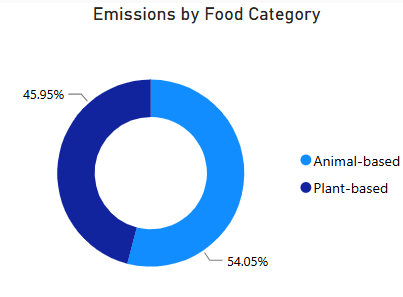 Emissions by Food Category
45.95%
Animal-based
Plant-based
54.05%